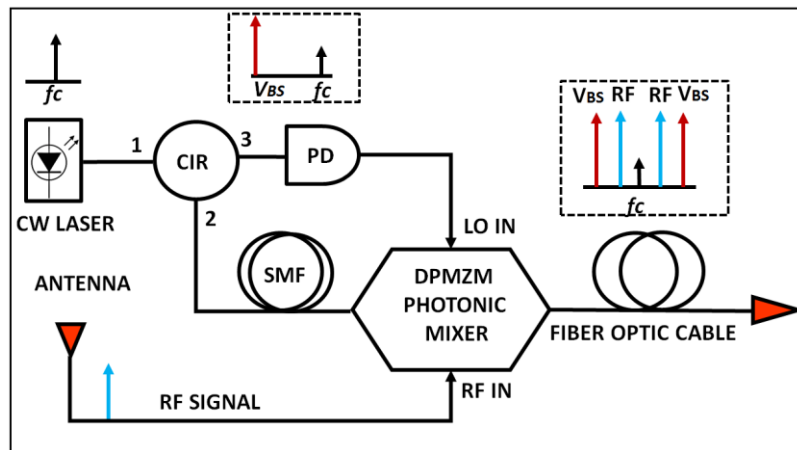 fc
VBS fc
VBS RF RF VBS
fc
1
CIR
3
PD
2
CW LASER
LO IN
SMF
DPMZM
PHOTONIC
MIXER
ANTENNA
FIBER OPTIC CABLE
RF SIGNAL
RF IN